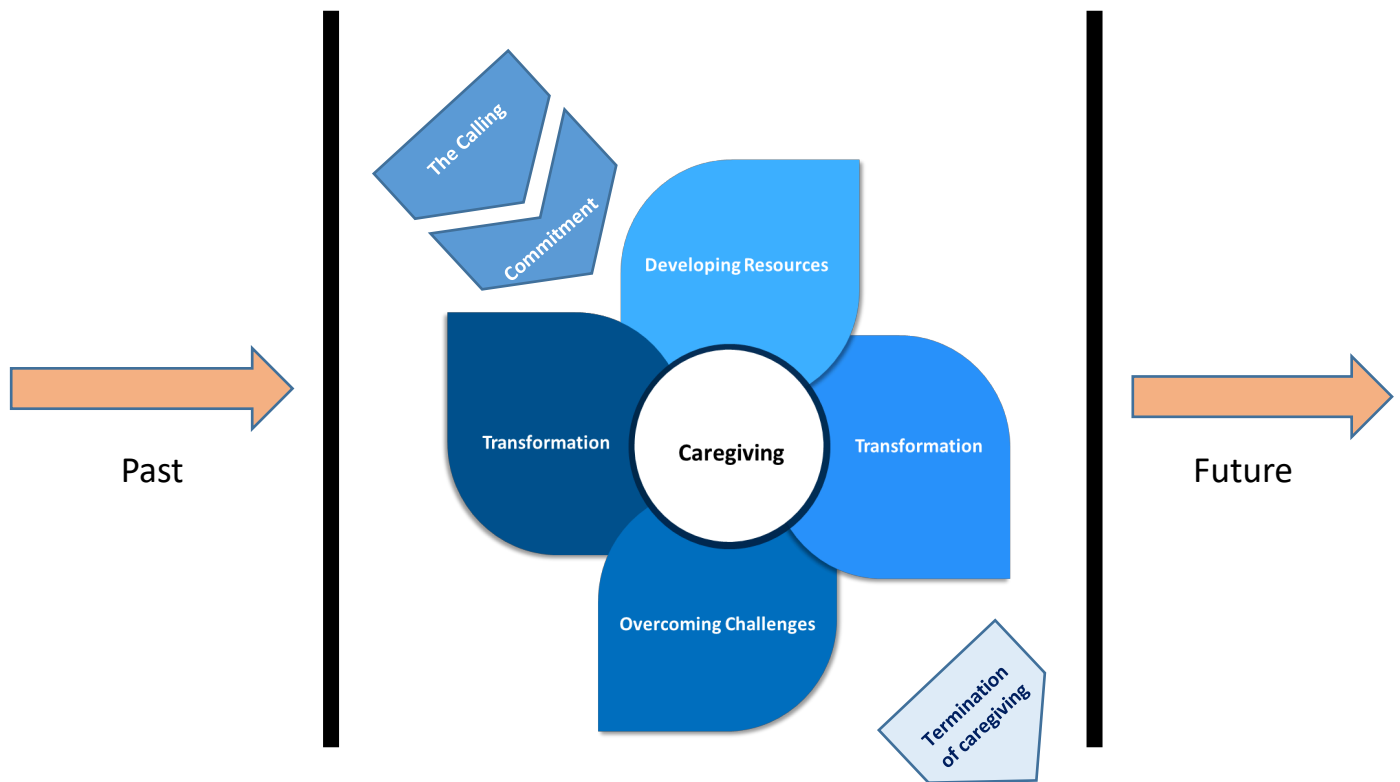 The Calling
Commitment
Developing Resources
Transformation
Caregiving
Transformation
Past
Future
Overcoming Challenges
Termination
of caregiving